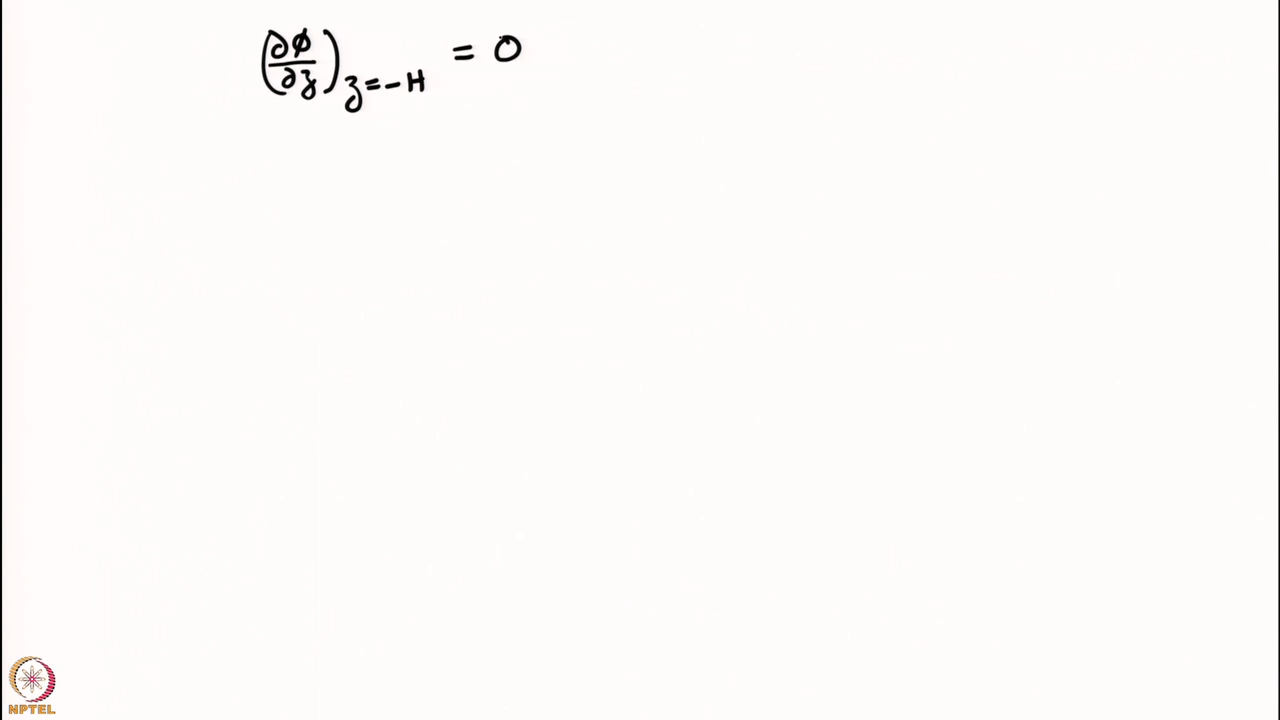 (∂ϕ/∂z)_{z=-H} = 0
NPTEL